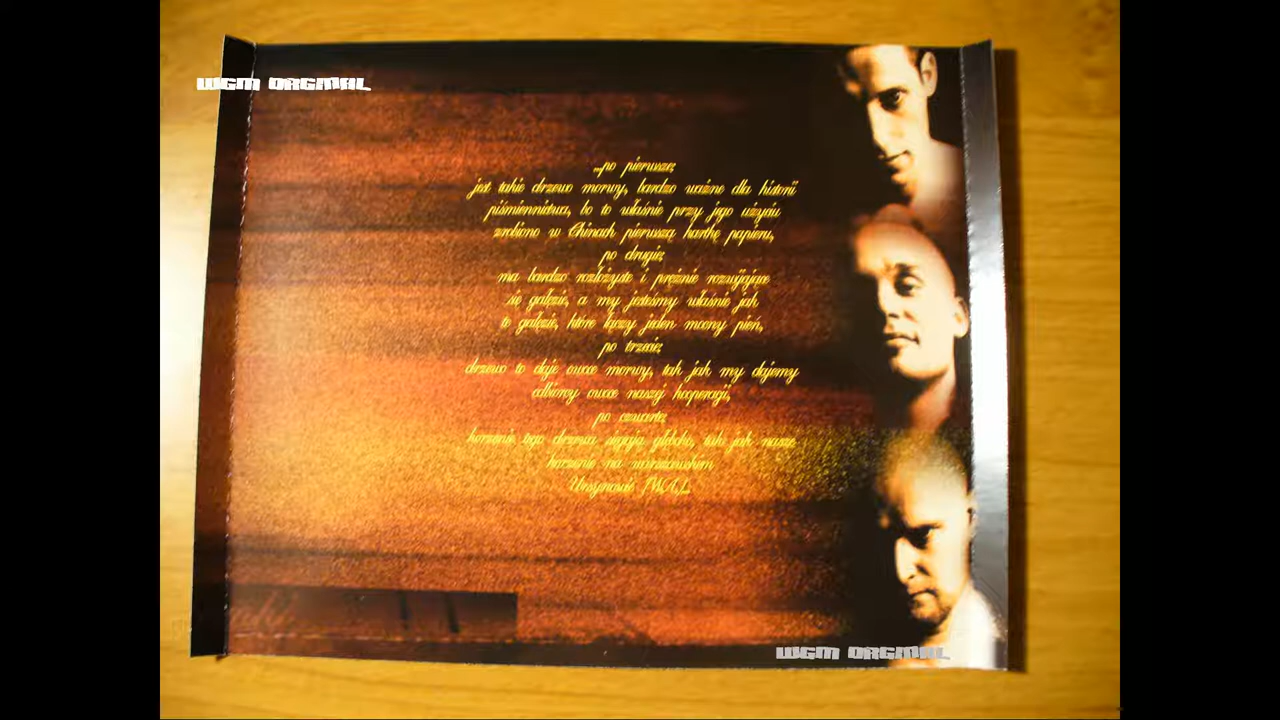 WGM ORGMAL
„po pierwsze;
jest takie drzewo morwy, bardzo ważne dla historii
piśmiennictwa, bo to właśnie przy jego użyciu
zrobiono w Chinach pierwszą kartkę papieru,
po drugie;
ma bardzo rozłożyste i prężnie rozwijające
się gałęzie, a my jesteśmy właśnie jak
te gałęzie, które łączy jeden mocny pień,
po trzecie;
drzewo to daje owoce morwy, tak jak my dajemy
odbiorcy owoce naszej kooperacji,
po czwarte;
korzenie tego drzewa sięgają głęboko, tak jak nasze
korzenie na warszawskim
Ursynowie
WGM ORGMAL